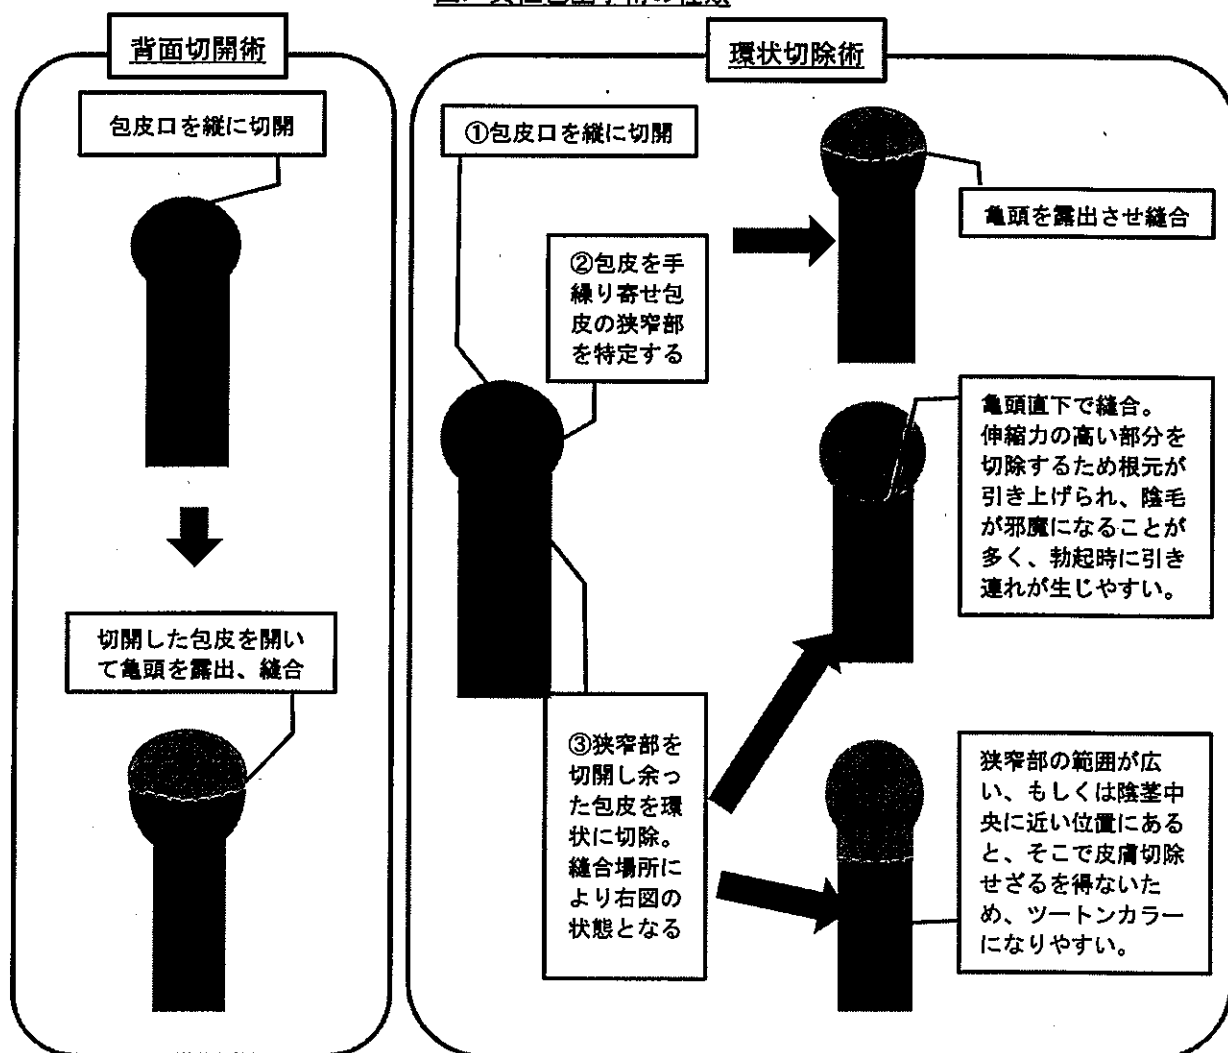 背面切開術
包皮口を縦に切開
切開した包皮を開い
て亀頭を露出、縫合
環状切除術
①包皮口を縦に切開
②包皮を手
繰り寄せ包
皮の狭窄部
を特定する
③狭窄部を
切開し余っ
た包皮を環
状に切除。
縫合場所に
より右図の
状態となる
亀頭を露出させ縫合
亀頭直下で縫合。
伸縮力の高い部分を
切除するため根元が
引き上げられ、陰毛
が邪魔になることが
多く、勃起時に引き
連れが生じやすい。
狭窄部の範囲が広
い、もしくは陰茎中
央に近い位置にある
と、そこで皮膚切除
せざるを得ないた
め、ツートンカラー
になりやすい。